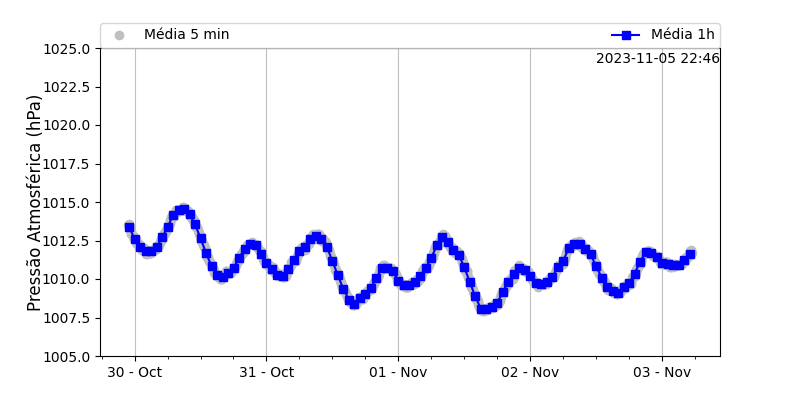 Média 5 min
Média 1h
2023-11-05 22:46
Pressão Atmosférica (hPa)
1025.0
1022.5
1020.0
1017.5
1015.0
1012.5
1010.0
1007.5
1005.0
30 - Oct
31 - Oct
01 - Nov
02 - Nov
03 - Nov